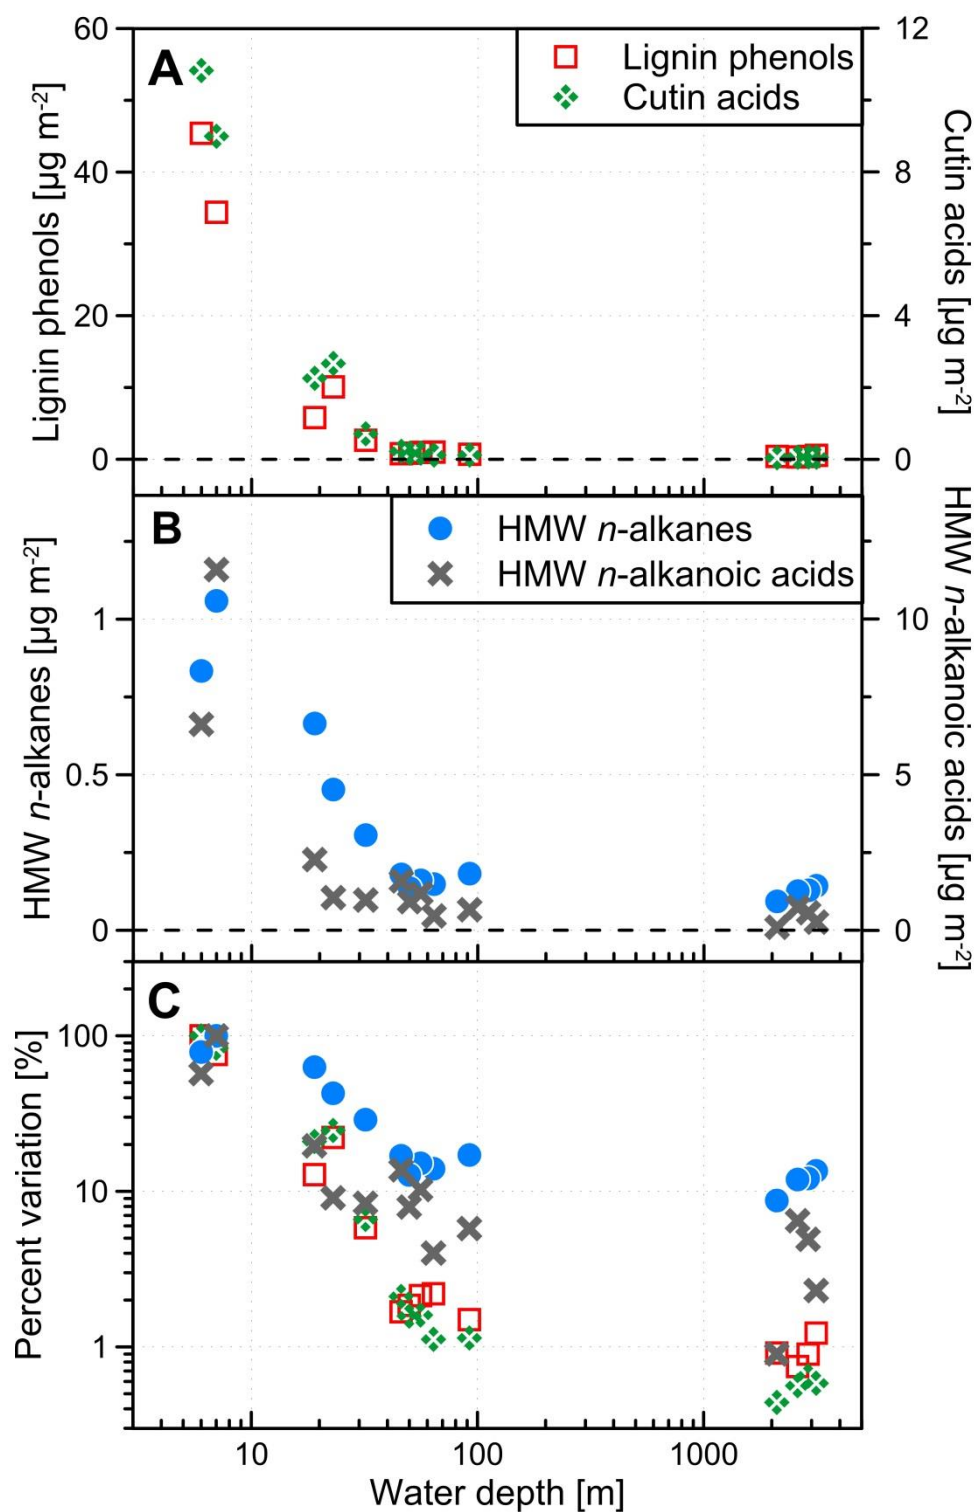 A
Lignin phenols
Cutin acids
60
40
20
0
12
8
4
0
Lignin phenols [µg m⁻²]
Cutin acids [µg m⁻²]
B
HMW n-alkanes
HMW n-alkanoic acids
1
0.5
0
10
5
0
HMW n-alkanes [µg m⁻²]
HMW n-alkanoic acids [µg m⁻²]
C
100
10
1
Percent variation [%]
10
100
1000
Water depth [m]